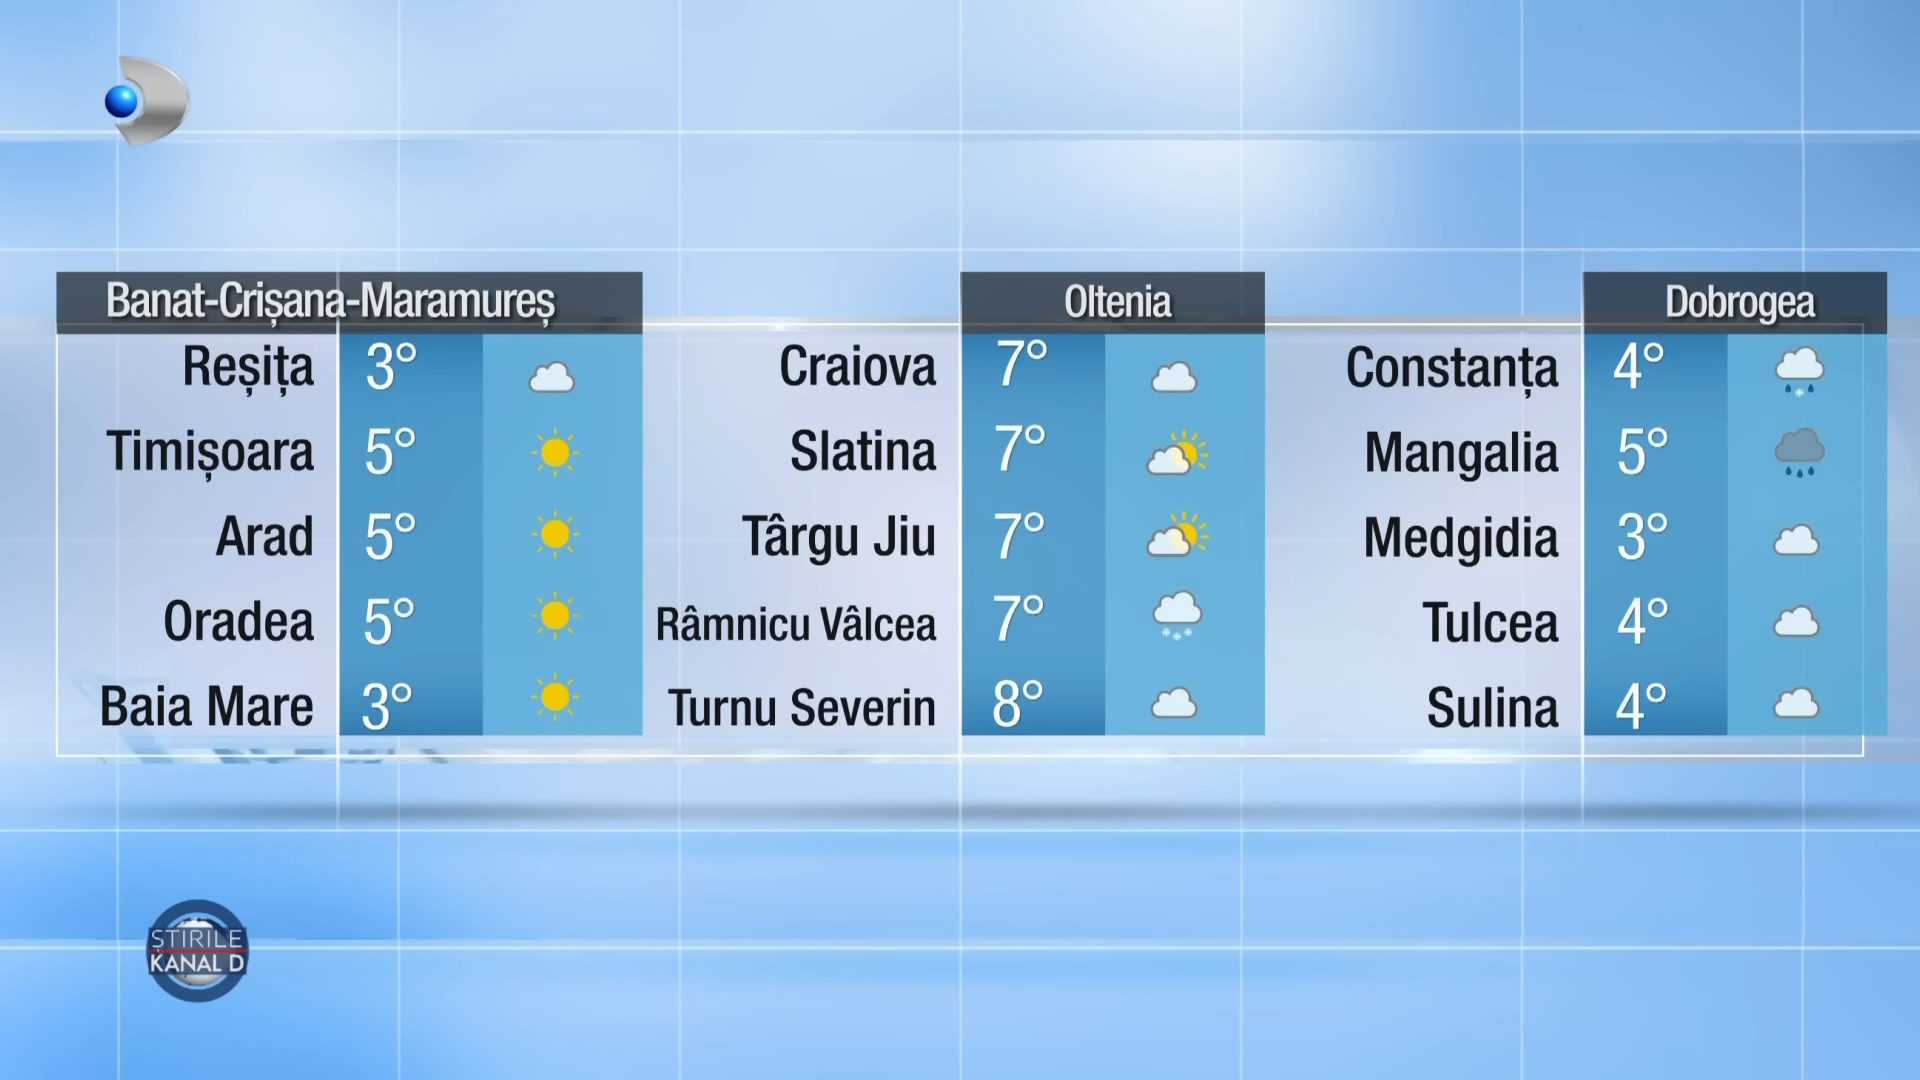 Banat-Crișana-Maramureș
Reșița 3°
Timișoara 5°
Arad 5°
Oradea 5°
Baia Mare 3°
Oltenia
Craiova 7°
Slatina 7°
Târgu Jiu 7°
Râmnicu Vâlcea 7°
Turnu Severin 8°
Dobrogea
Constanța 4°
Mangalia 5°
Medgidia 3°
Tulcea 4°
Sulina 4°
ȘTIRILE
KANAL D